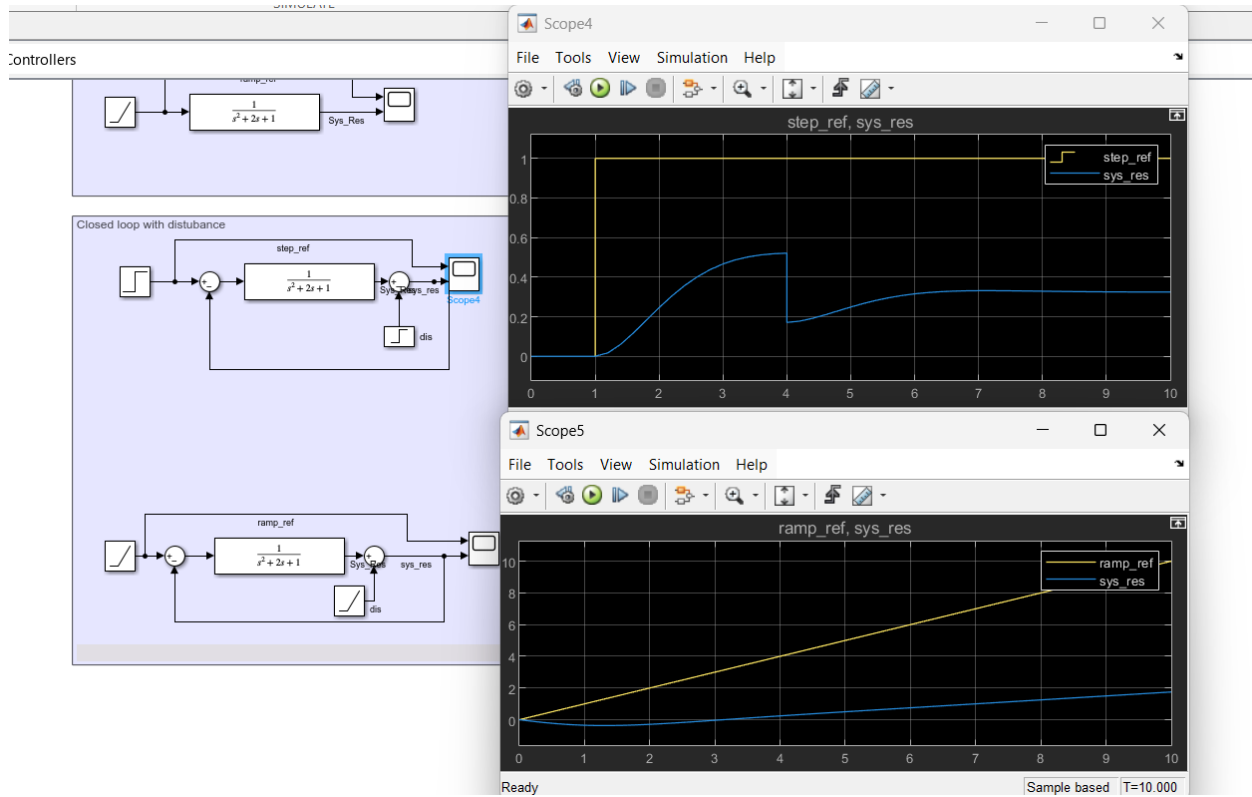 SIMULATE
Controllers
ramp_ref
1
s² + 2s + 1
Sys_Res
Closed loop with distubance
step_ref
1
s² + 2s + 1
Sys_Res
sys_res
Scope4
dis
ramp_ref
1
s² + 2s + 1
Sys_Res
sys_res
dis
Scope4
File Tools View Simulation Help
step_ref, sys_res
step_ref
sys_res
1
0.8
0.6
0.4
0.2
0
0 1 2 3 4 5 6 7 8 9 10
Scope5
File Tools View Simulation Help
ramp_ref, sys_res
ramp_ref
sys_res
10
8
6
4
2
0
0 1 2 3 4 5 6 7 8 9 10
Ready Sample based T=10.000